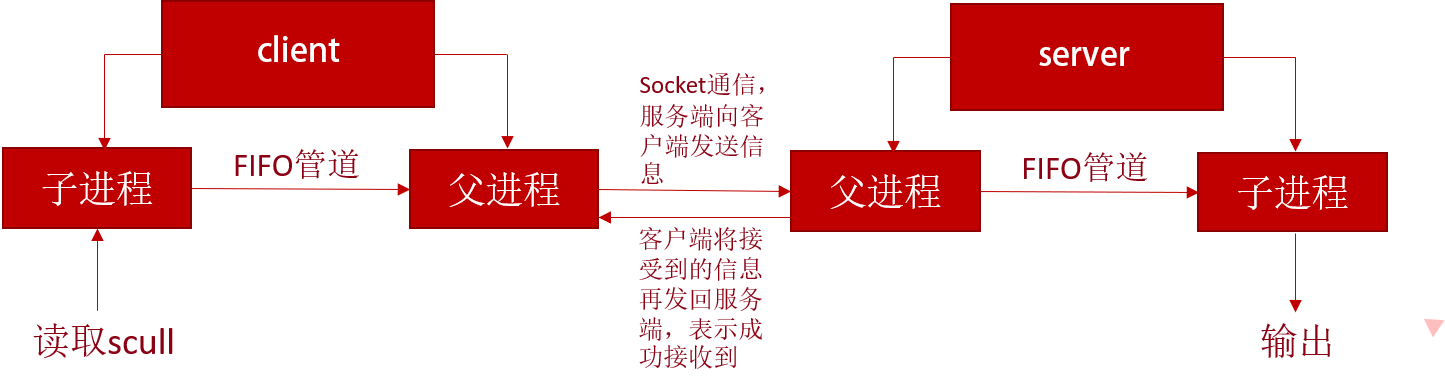 client
server
Socket通信，
服务端向客
户端发送信
息
FIFO管道
FIFO管道
子进程
父进程
父进程
子进程
客户端将接
受到的信息
再发回服务
端，表示成
功接收到
读取scull
输出